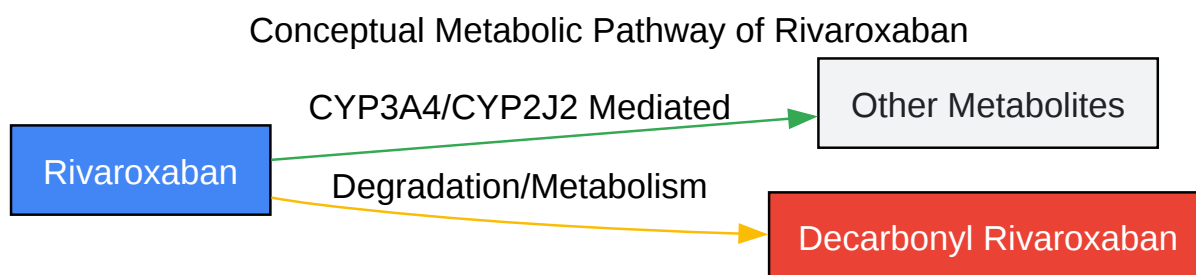 Conceptual Metabolic Pathway of Rivaroxaban
CYP3A4/CYP2J2 Mediated
Other Metabolites
Rivaroxaban
Degradation/Metabolism
Decarbonyl Rivaroxaban